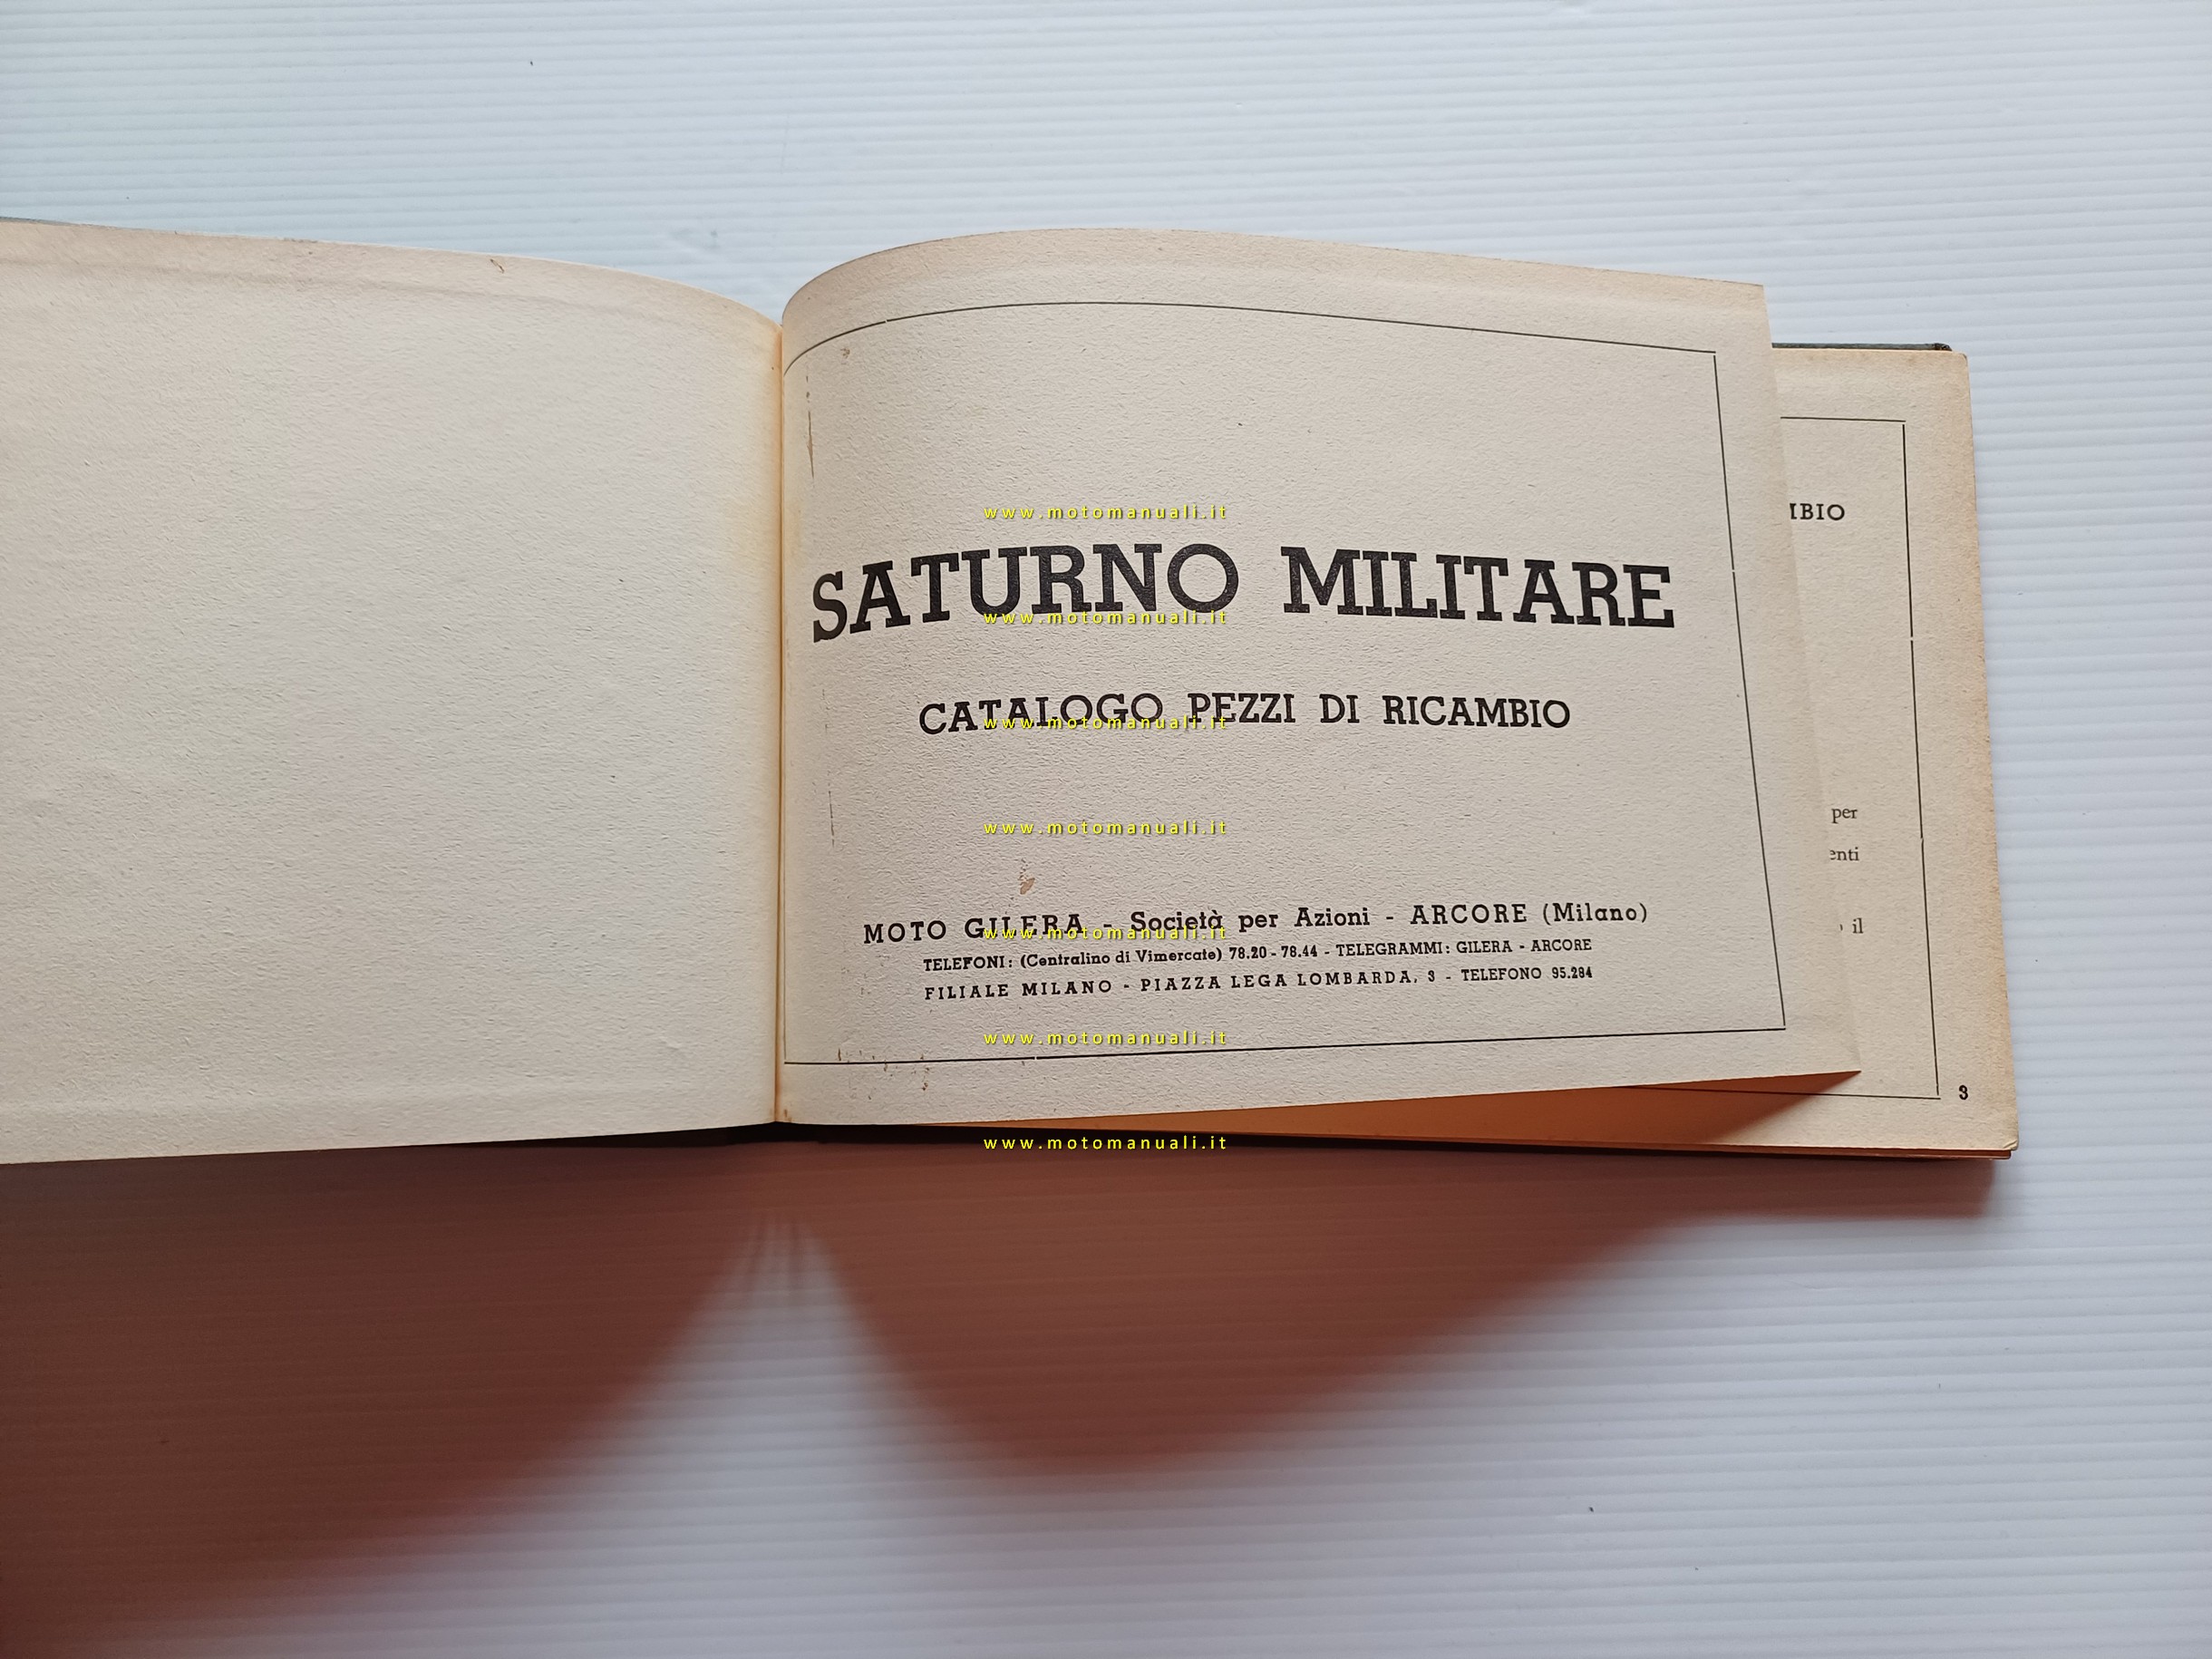 www.motomanuali.it
SATURNO MILITARE
www.motomanuali.it
CATALOGO PEZZI DI RICAMBIO
www.motomanuali.it
www.motomanuali.it
MOTO GILERA - Società per Azioni - ARCORE (Milano)
www.motomanuali.it
TELEFONI: (Centralino di Vimercate) 78.20 - 78.44 - TELEGRAMMI: GILERA - ARCORE
FILIALE MILANO - PIAZZA LEGA LOMBARDA, 3 - TELEFONO 95.284
www.motomanuali.it
www.motomanuali.it
MBIO
per
enti
il
3